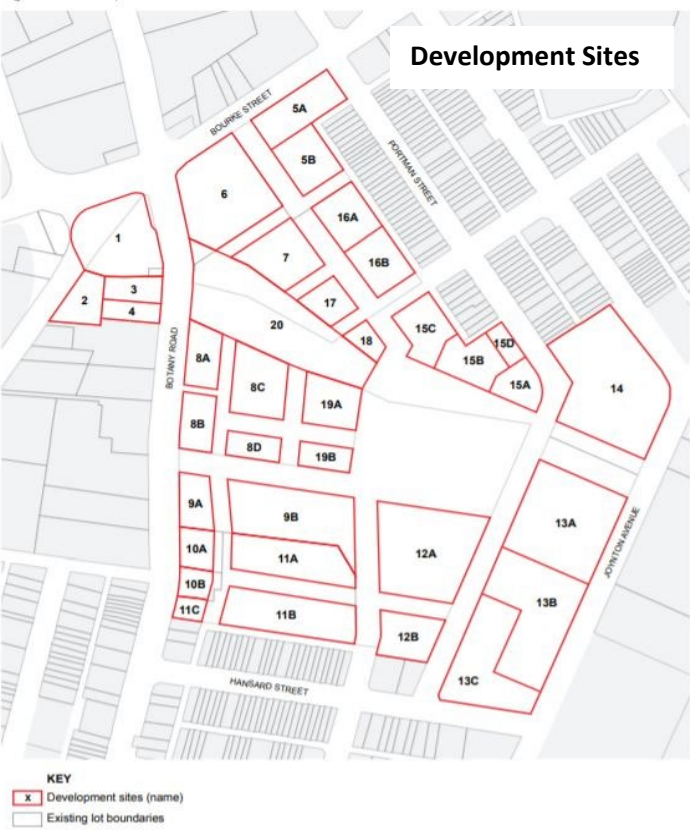 Development Sites
BOURKE STREET
5A
5B
PORTMAN STREET
6
16A
1
7
16B
3
2
4
17
20
15C
18
15D
15B
BOTANY ROAD
8A
15A
8C
14
19A
8B
8D
19B
9A
9B
13A
JOYNTON AVENUE
10A
11A
12A
10B
13B
11C
11B
12B
13C
HANSARD STREET
KEY
x Development sites (name)
Existing lot boundaries